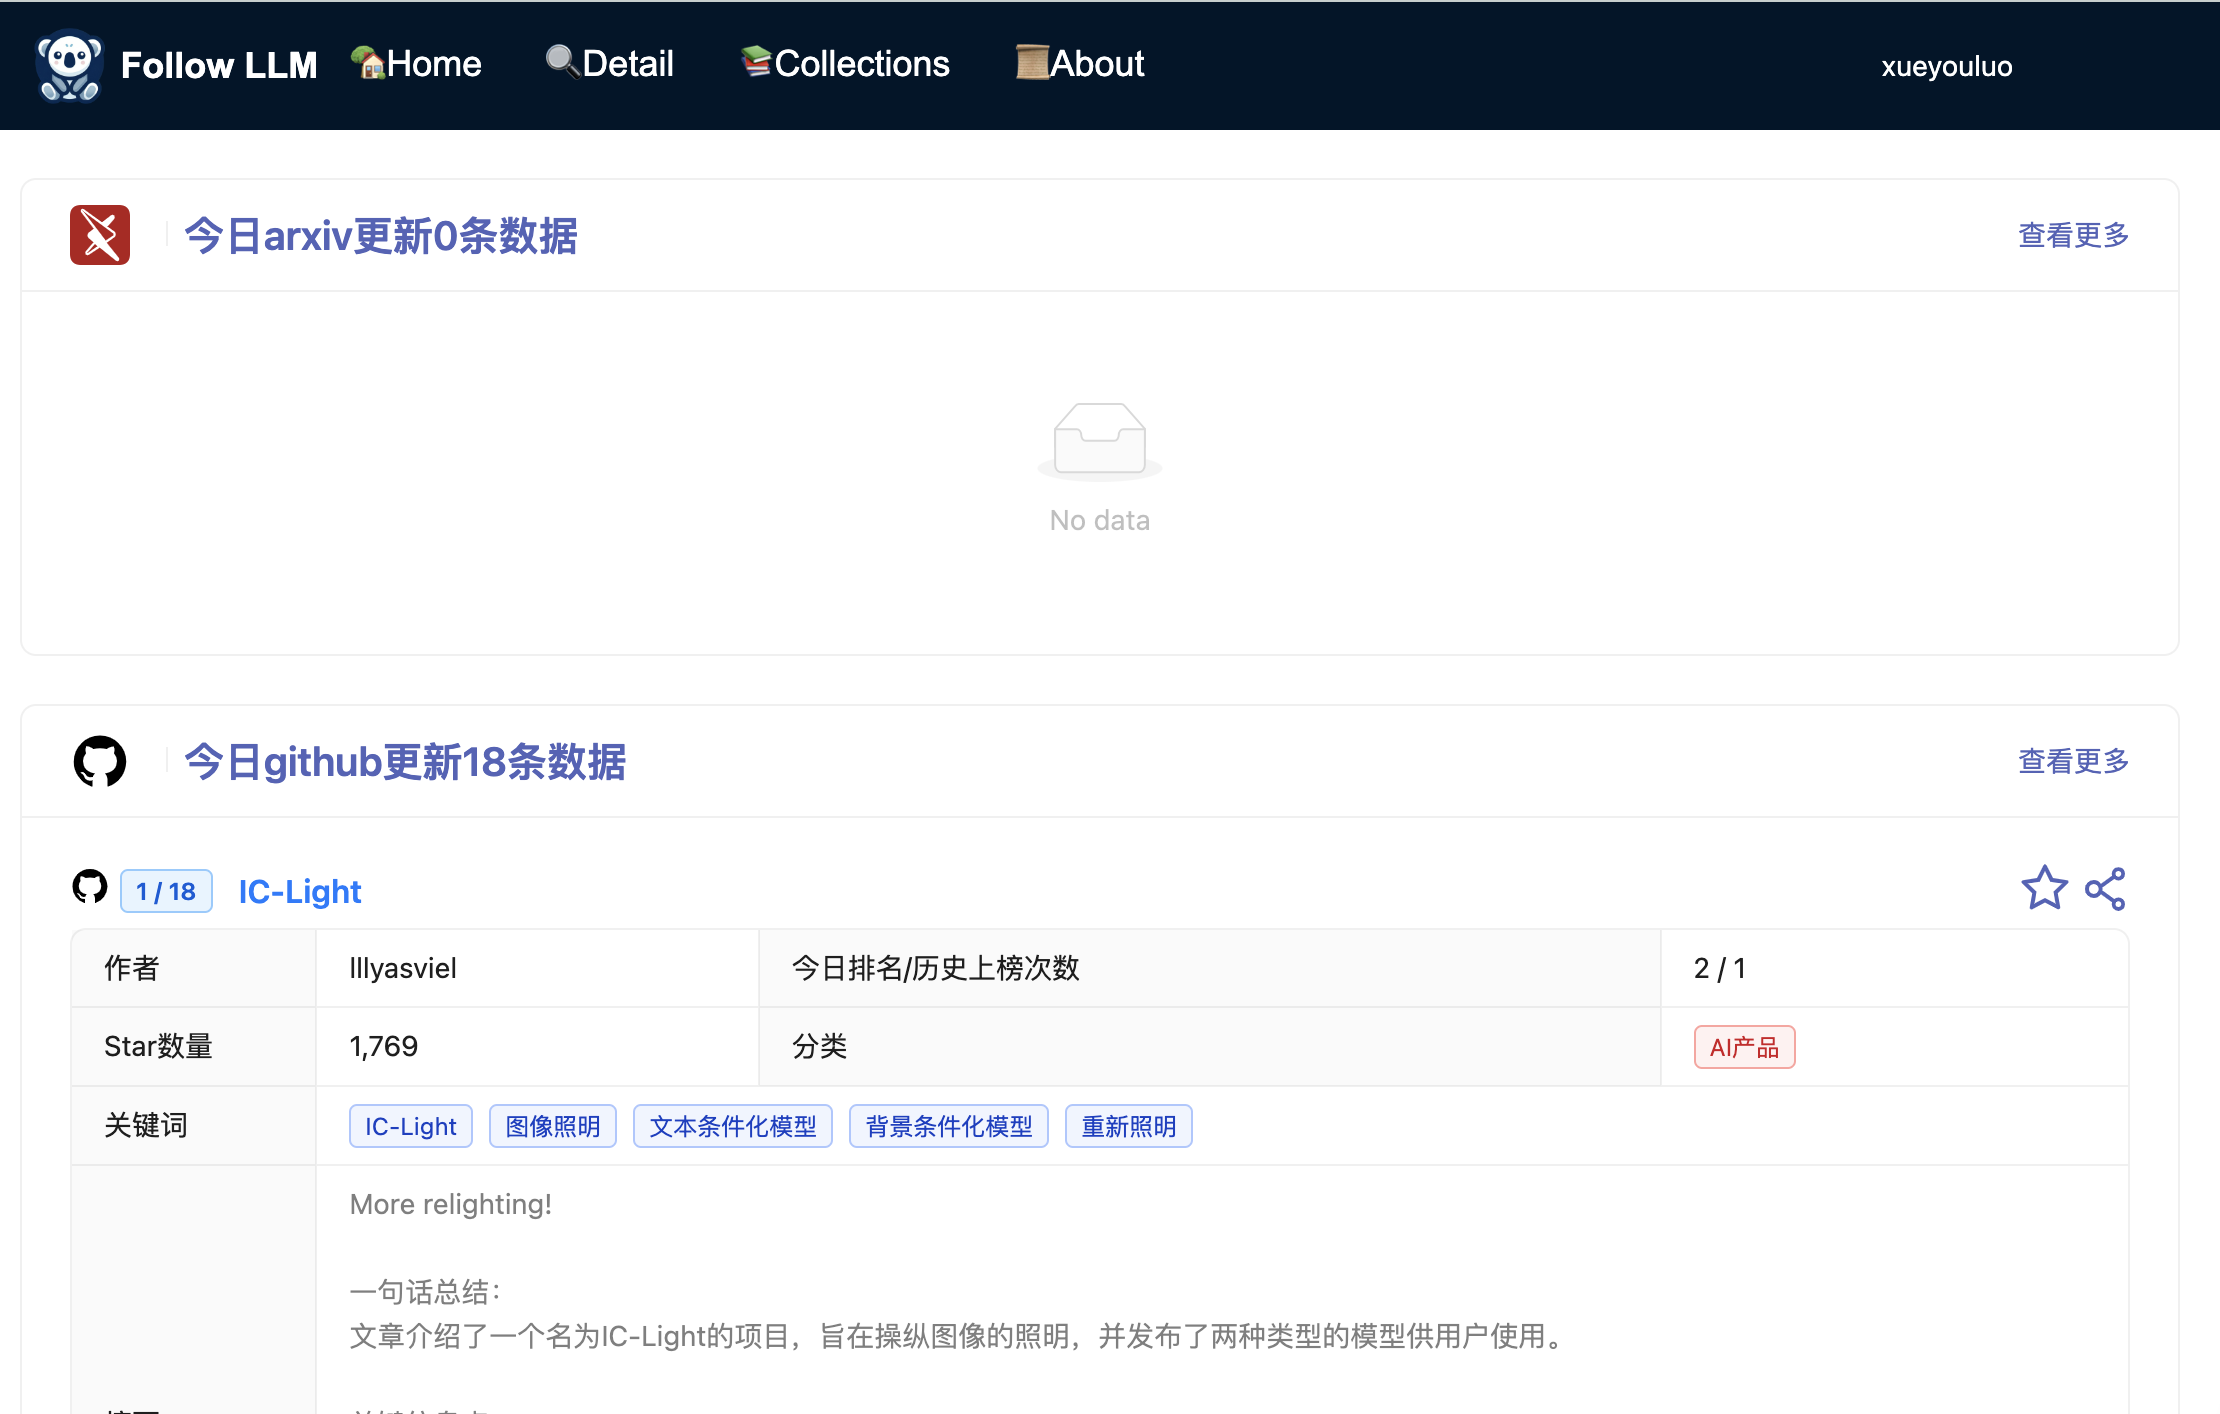 Follow LLM 🏡Home 🔍Detail 📚Collections 📜About xueyouluo
今日arxiv更新0条数据 查看更多
No data
今日github更新18条数据 查看更多
1 / 18 IC-Light
作者 lllyasviel 今日排名/历史上榜次数 2 / 1
Star数量 1,769 分类 AI产品
关键词 IC-Light 图像照明 文本条件化模型 背景条件化模型 重新照明
More relighting!
一句话总结：
文章介绍了一个名为IC-Light的项目，旨在操纵图像的照明，并发布了两种类型的模型供用户使用。